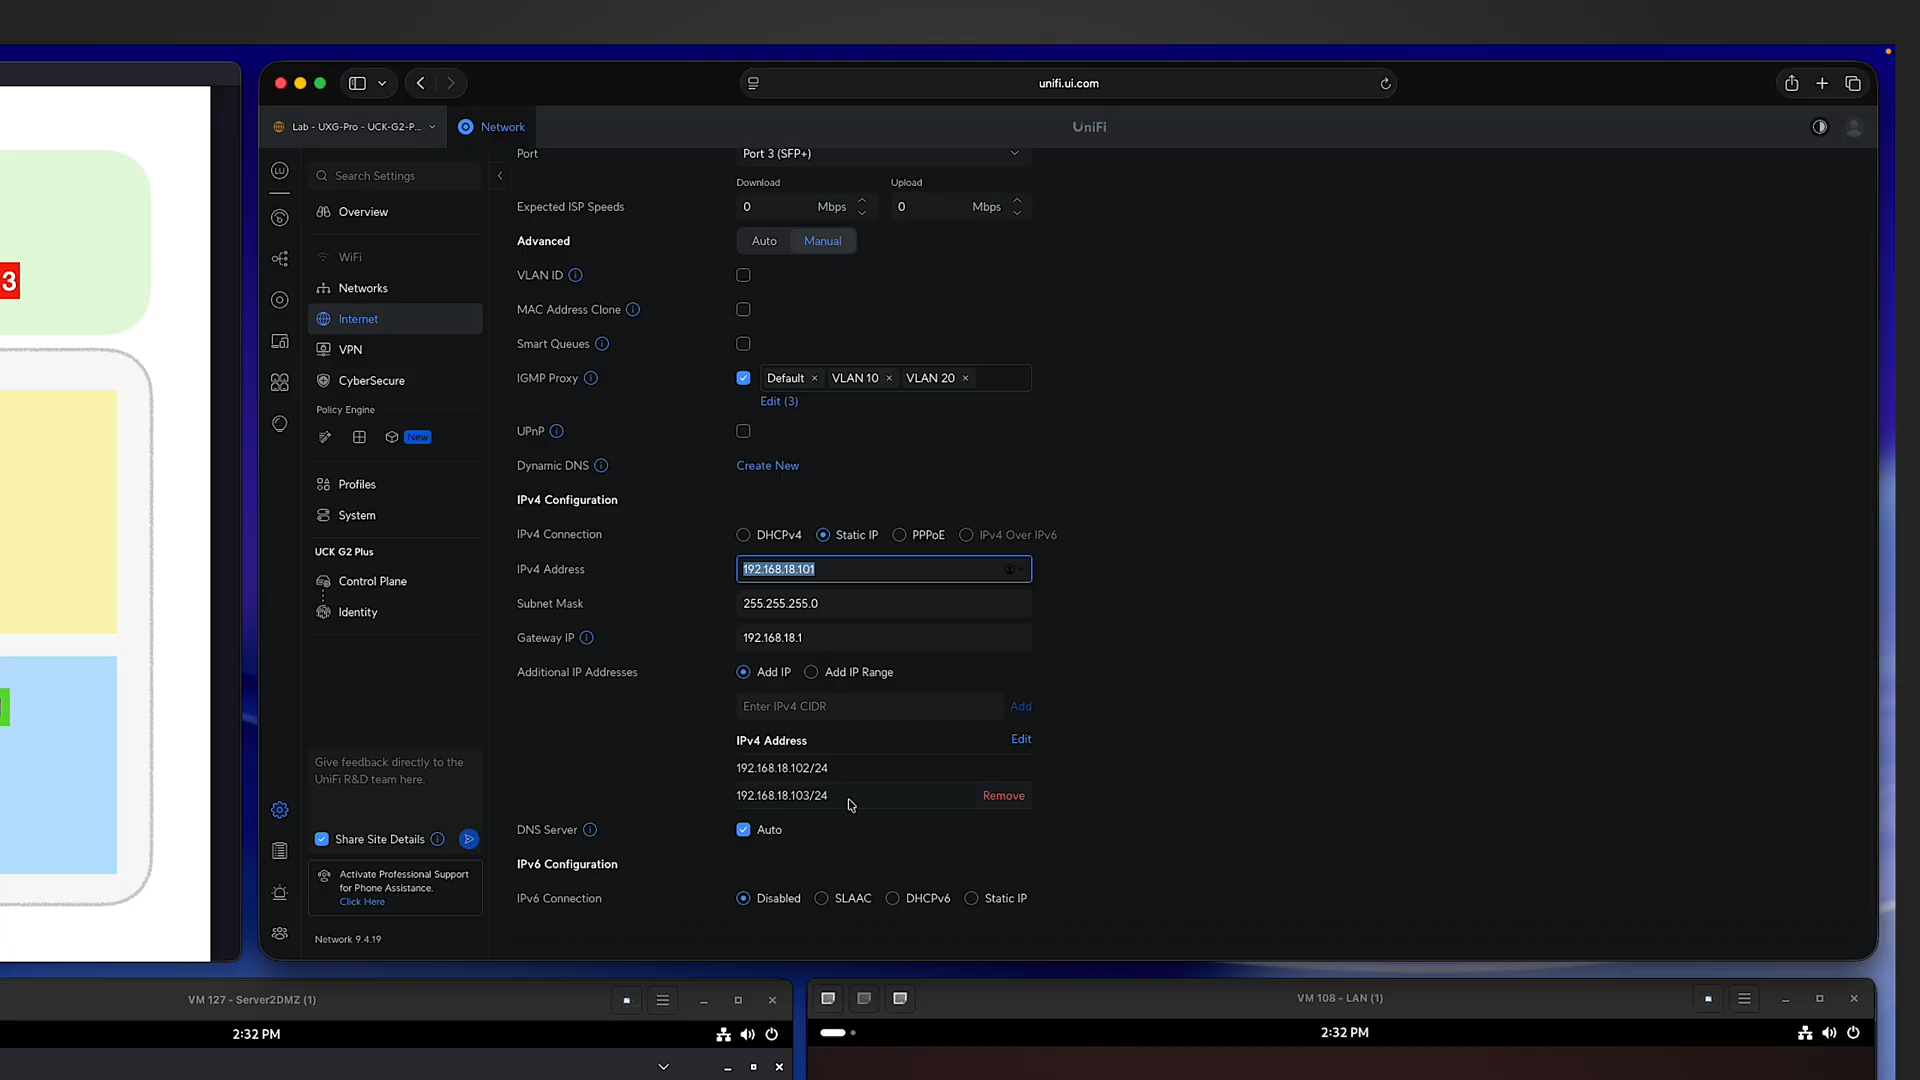 3
unifi.ui.com
Lab - UXG-Pro - UCK-G2-P...
Network
UniFi
Search Settings
Overview
WiFi
Networks
Internet
VPN
CyberSecure
Policy Engine
New
Profiles
System
UCK G2 Plus
Control Plane
Identity
Give feedback directly to the
UniFi R&D team here.
Share Site Details
Activate Professional Support
for Phone Assistance.
Click Here
Network 9.4.19
Port
Port 3 (SFP+)
Download
Upload
Expected ISP Speeds
0 Mbps
0 Mbps
Advanced
Auto
Manual
VLAN ID
MAC Address Clone
Smart Queues
IGMP Proxy
Default
VLAN 10
VLAN 20
Edit (3)
UPnP
Dynamic DNS
Create New
IPv4 Configuration
IPv4 Connection
DHCPv4
Static IP
PPPoE
IPv4 Over IPv6
IPv4 Address
192.168.18.101
Subnet Mask
255.255.255.0
Gateway IP
192.168.18.1
Additional IP Addresses
Add IP
Add IP Range
Enter IPv4 CIDR
Add
IPv4 Address
Edit
192.168.18.102/24
192.168.18.103/24
Remove
DNS Server
Auto
IPv6 Configuration
IPv6 Connection
Disabled
SLAAC
DHCPv6
Static IP
VM 127 - Server2DMZ (1)
2:32 PM
VM 108 - LAN (1)
2:32 PM